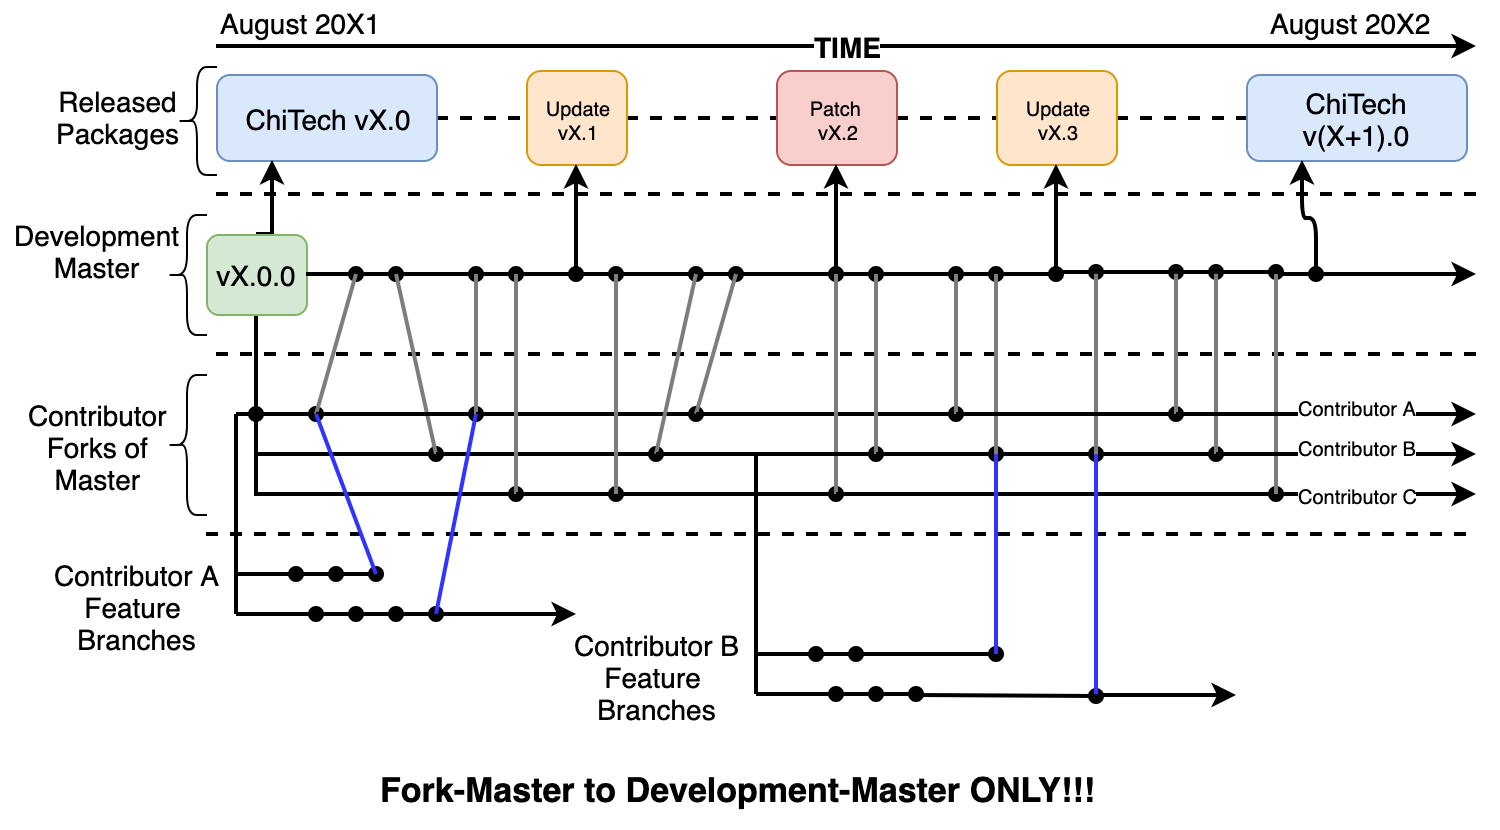 August 20X1
August 20X2
TIME
Released
Packages
ChiTech vX.0
Update
vX.1
Patch
vX.2
Update
vX.3
ChiTech
v(X+1).0
Development
Master
vX.0.0
Contributor
Forks of
Master
Contributor A
Contributor B
Contributor C
Contributor A
Feature
Branches
Contributor B
Feature
Branches
Fork-Master to Development-Master ONLY!!!